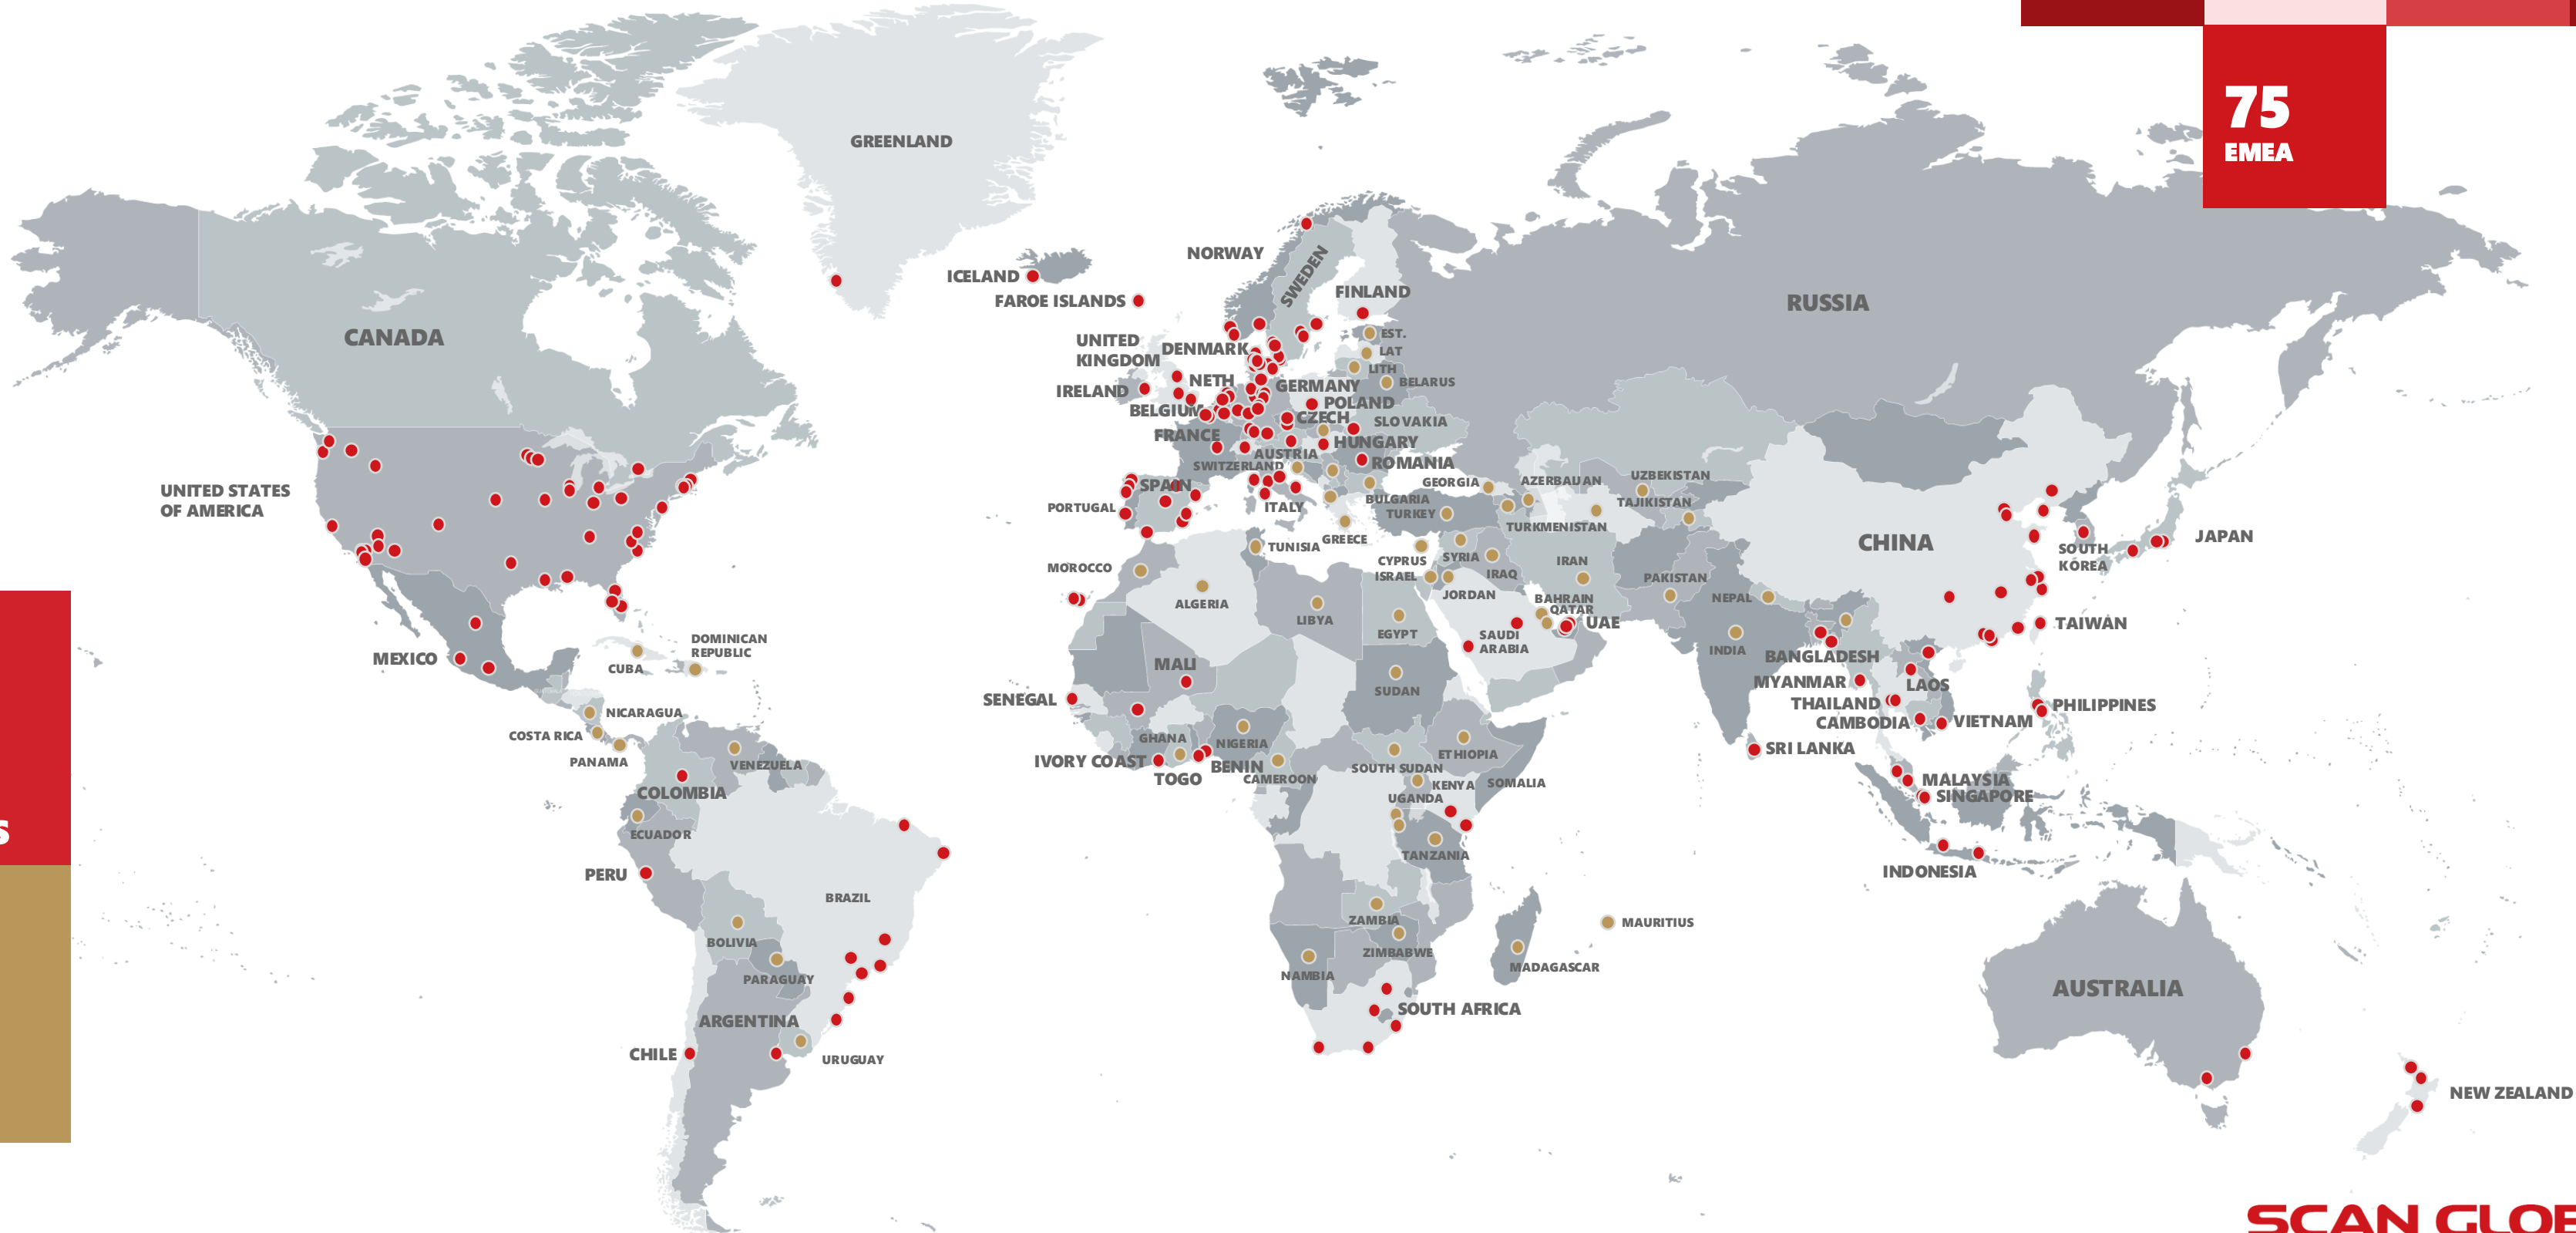 75
EMEA
GREENLAND
NORWAY
SWEDEN
ICELAND
FAROE ISLANDS
FINLAND
RUSSIA
CANADA
UNITED
KINGDOM
DENMARK
EST.
LAT
LITH
BELARUS
IRELAND
NETH
GERMANY
BELGIUM
POLAND
CZECH
SLOVAKIA
FRANCE
HUNGARY
AUSTRIA
SWITZERLAND
ROMANIA
UNITED STATES
OF AMERICA
SPAIN
PORTUGAL
ITALY
BULGARIA
GEORGIA
AZERBAIJAN
UZBEKISTAN
TAJIKISTAN
TURKEY
TURKMENISTAN
GREECE
TUNISIA
CYPRUS
SYRIA
ISRAEL
IRAQ
IRAN
JORDAN
PAKISTAN
NEPAL
CHINA
SOUTH
KOREA
JAPAN
MOROCCO
ALGERIA
LIBYA
EGYPT
BAHRAIN
QATAR
UAE
SAUDI
ARABIA
INDIA
BANGLADESH
TAIWAN
MEXICO
CUBA
DOMINICAN
REPUBLIC
MALI
SUDAN
MYANMAR
LAOS
SENEGAL
THAILAND
CAMBODIA
VIETNAM
PHILIPPINES
NICARAGUA
COSTA RICA
PANAMA
VENEZUELA
GHANA
NIGERIA
IVORY COAST
TOGO
BENIN
CAMEROON
SOUTH SUDAN
ETHIOPIA
SOMALIA
KENYA
UGANDA
SRI LANKA
MALAYSIA
SINGAPORE
COLOMBIA
ECUADOR
TANZANIA
INDONESIA
S
PERU
BRAZIL
BOLIVIA
PARAGUAY
ZAMBIA
ZIMBABWE
NAMBIA
MADAGASCAR
MAURITIUS
SOUTH AFRICA
AUSTRALIA
ARGENTINA
CHILE
URUGUAY
NEW ZEALAND
SCAN GLOB